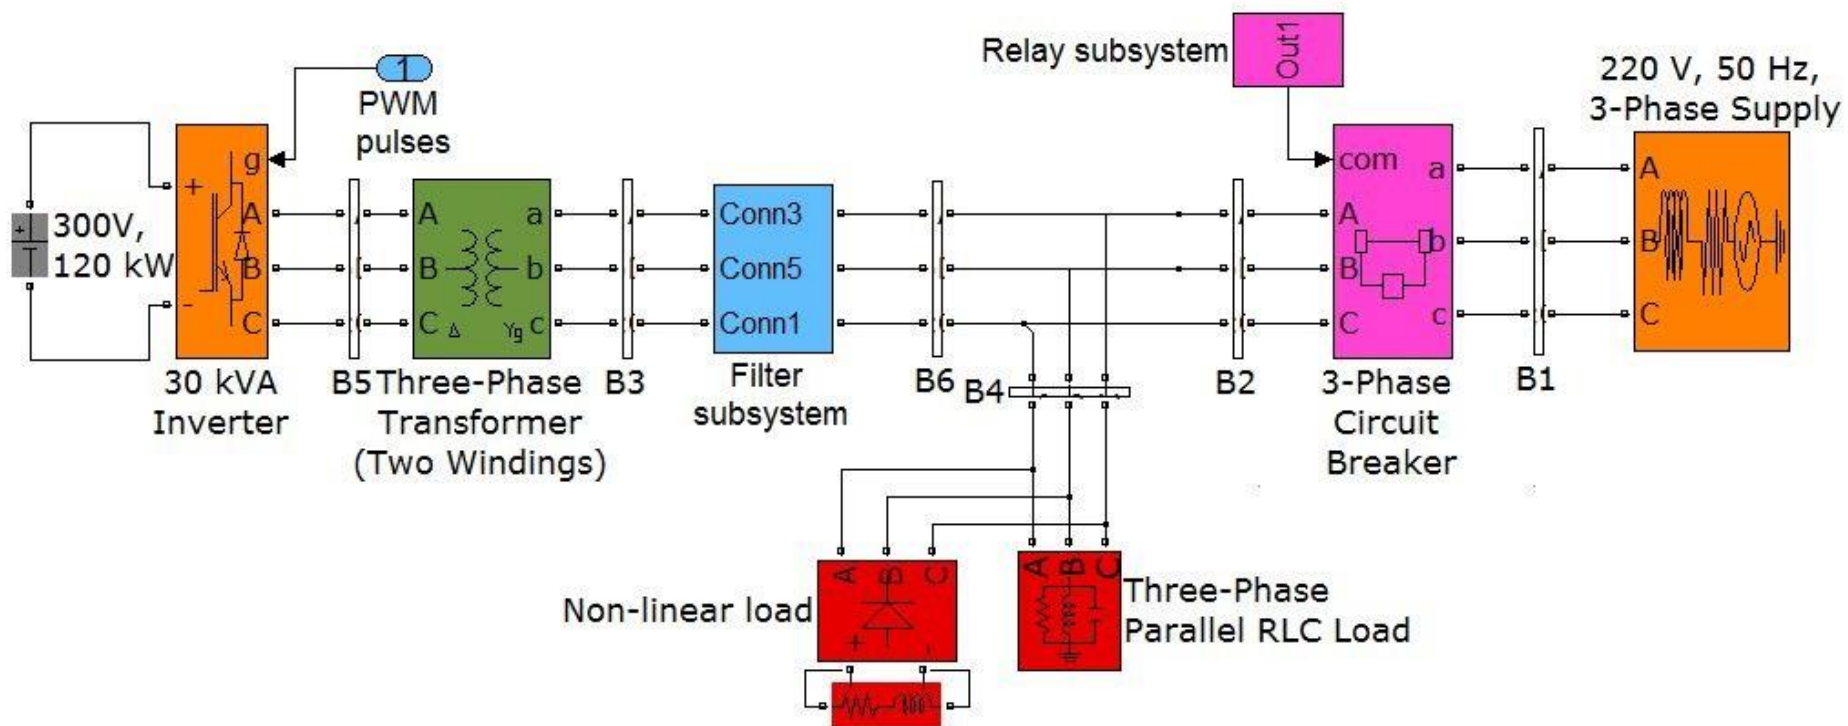 Relay subsystem
Out1
220 V, 50 Hz,
3-Phase Supply
1
PWM
pulses
300V,
120 kW
+
+
-
g
A
B
C
30 kVA
Inverter
B5
A
B
C
Δ
Yg
a
b
c
Three-Phase
Transformer
(Two Windings)
B3
Conn3
Conn5
Conn1
Filter
subsystem
B6
B4
B2
com
A
B
C
a
b
c
3-Phase
Circuit
Breaker
B1
A
B
C
Non-linear load
A
B
C
+
-
A
B
C
Three-Phase
Parallel RLC Load